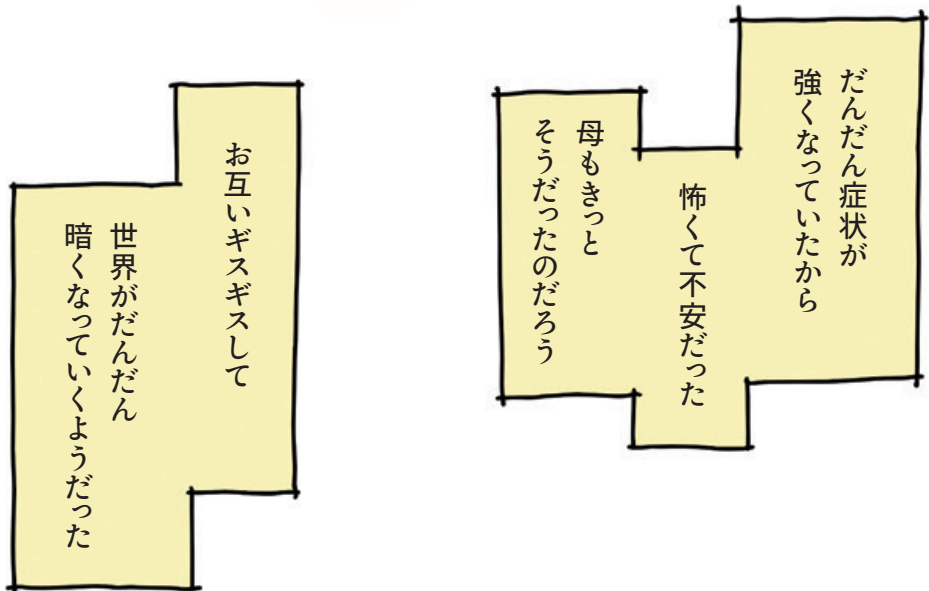 だんだん症状が
強くなっていたから
怖くて不安だった
母もきっと
そうだったのだろう
お互いギスギスして
世界がだんだん
暗くなっていくようだった